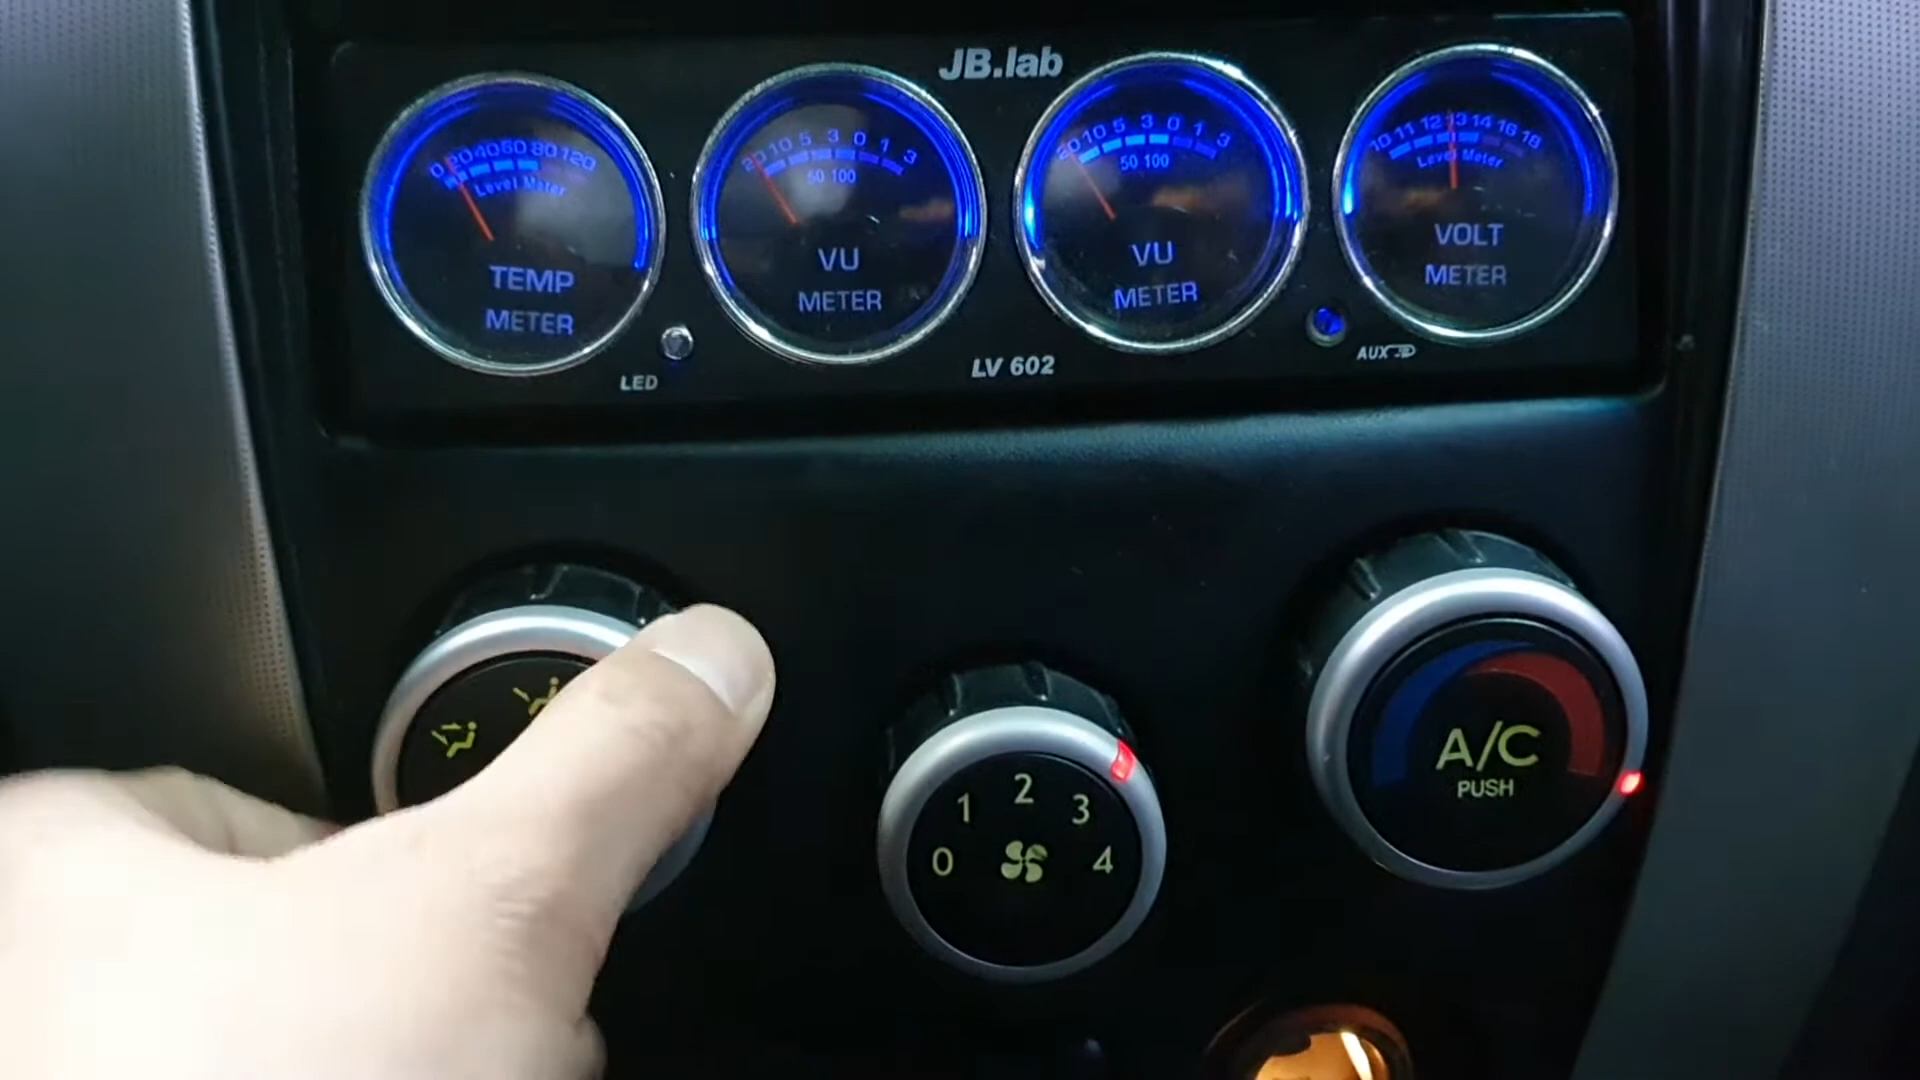 JB.lab
0 20 40 60 80 120
Level Meter
TEMP
METER
20 10 5 3 0 1 3
50 100
VU
METER
20 10 5 3 0 1 3
50 100
VU
METER
10 11 12 13 14 16 18
Level Meter
VOLT
METER
LED
LV 602
AUX
0 1 2 3 4
A/C
PUSH